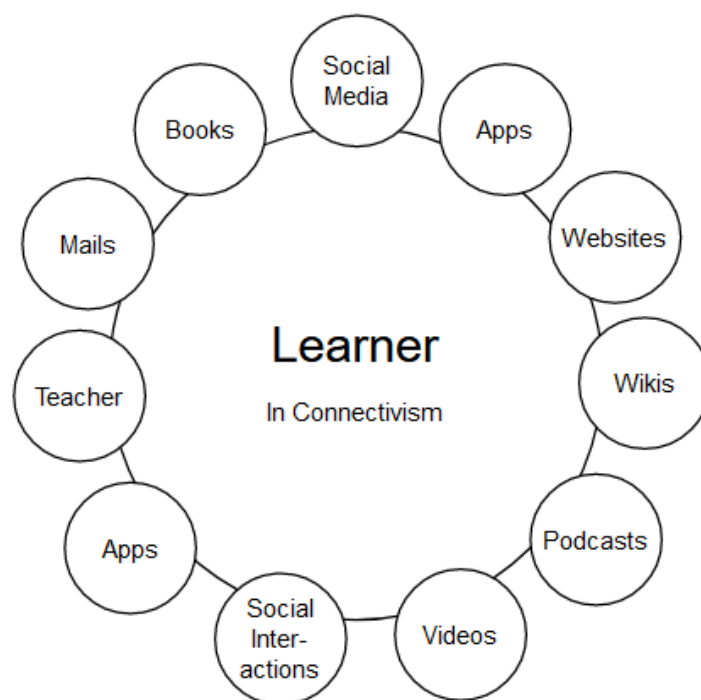 Social
Media
Books
Apps
Websites
Mails
Learner
In Connectivism
Wikis
Teacher
Podcasts
Apps
Social
Inter-
actions
Videos